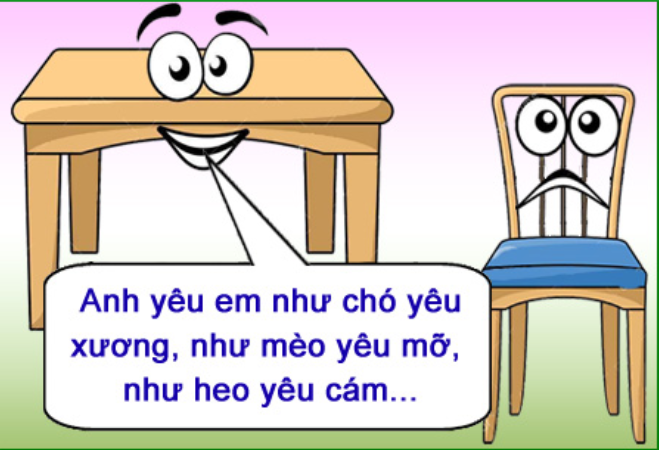 Anh yêu em như chó yêu
xương, như mèo yêu mỡ,
như heo yêu cám...